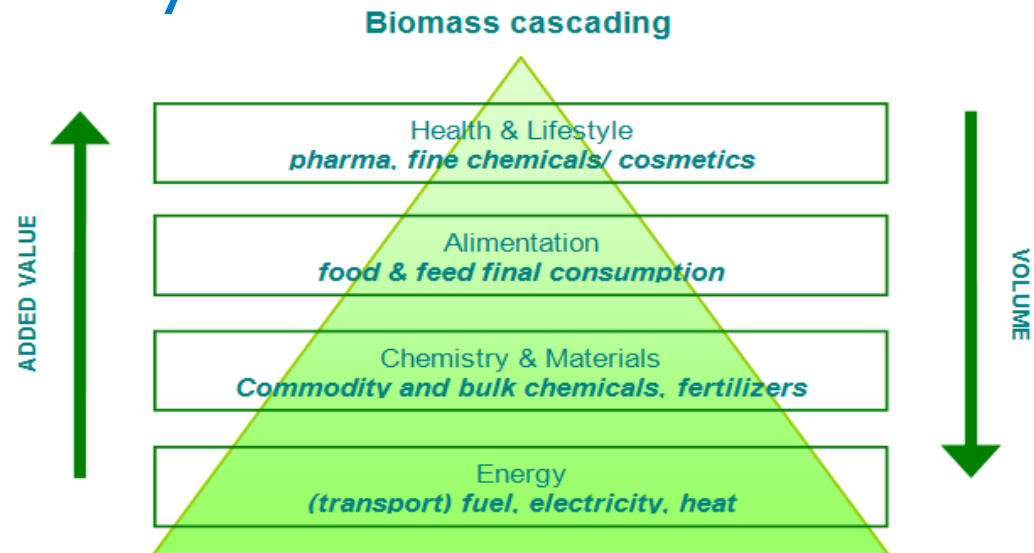 Biomass cascading
Health & Lifestyle
pharma, fine chemicals/ cosmetics
Alimentation
food & feed final consumption
Chemistry & Materials
Commodity and bulk chemicals, fertilizers
Energy
(transport) fuel, electricity, heat
ADDED VALUE
VOLUME